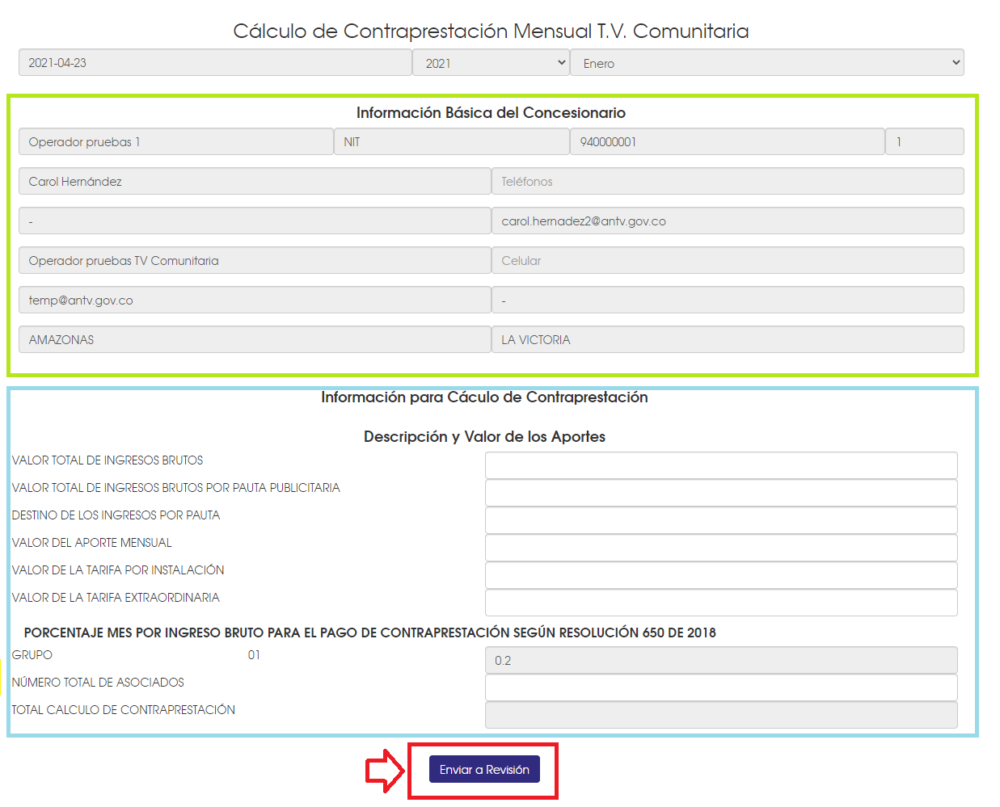 Cálculo de Contraprestación Mensual T.V. Comunitaria
2021-04-23 2021 Enero
Información Básica del Concesionario
Operador pruebas 1 NIT 940000001 1
Carol Hernández Teléfonos
- carol.hernadez2@antv.gov.co
Operador pruebas TV Comunitaria Celular
temp@antv.gov.co -
AMAZONAS LA VICTORIA
Información para Cáculo de Contraprestación
Descripción y Valor de los Aportes
VALOR TOTAL DE INGRESOS BRUTOS
VALOR TOTAL DE INGRESOS BRUTOS POR PAUTA PUBLICITARIA
DESTINO DE LOS INGRESOS POR PAUTA
VALOR DEL APORTE MENSUAL
VALOR DE LA TARIFA POR INSTALACIÓN
VALOR DE LA TARIFA EXTRAORDINARIA
PORCENTAJE MES POR INGRESO BRUTO PARA EL PAGO DE CONTRAPRESTACIÓN SEGÚN RESOLUCIÓN 650 DE 2018
GRUPO 01 0.2
NÚMERO TOTAL DE ASOCIADOS
TOTAL CALCULO DE CONTRAPRESTACIÓN
Enviar a Revisión